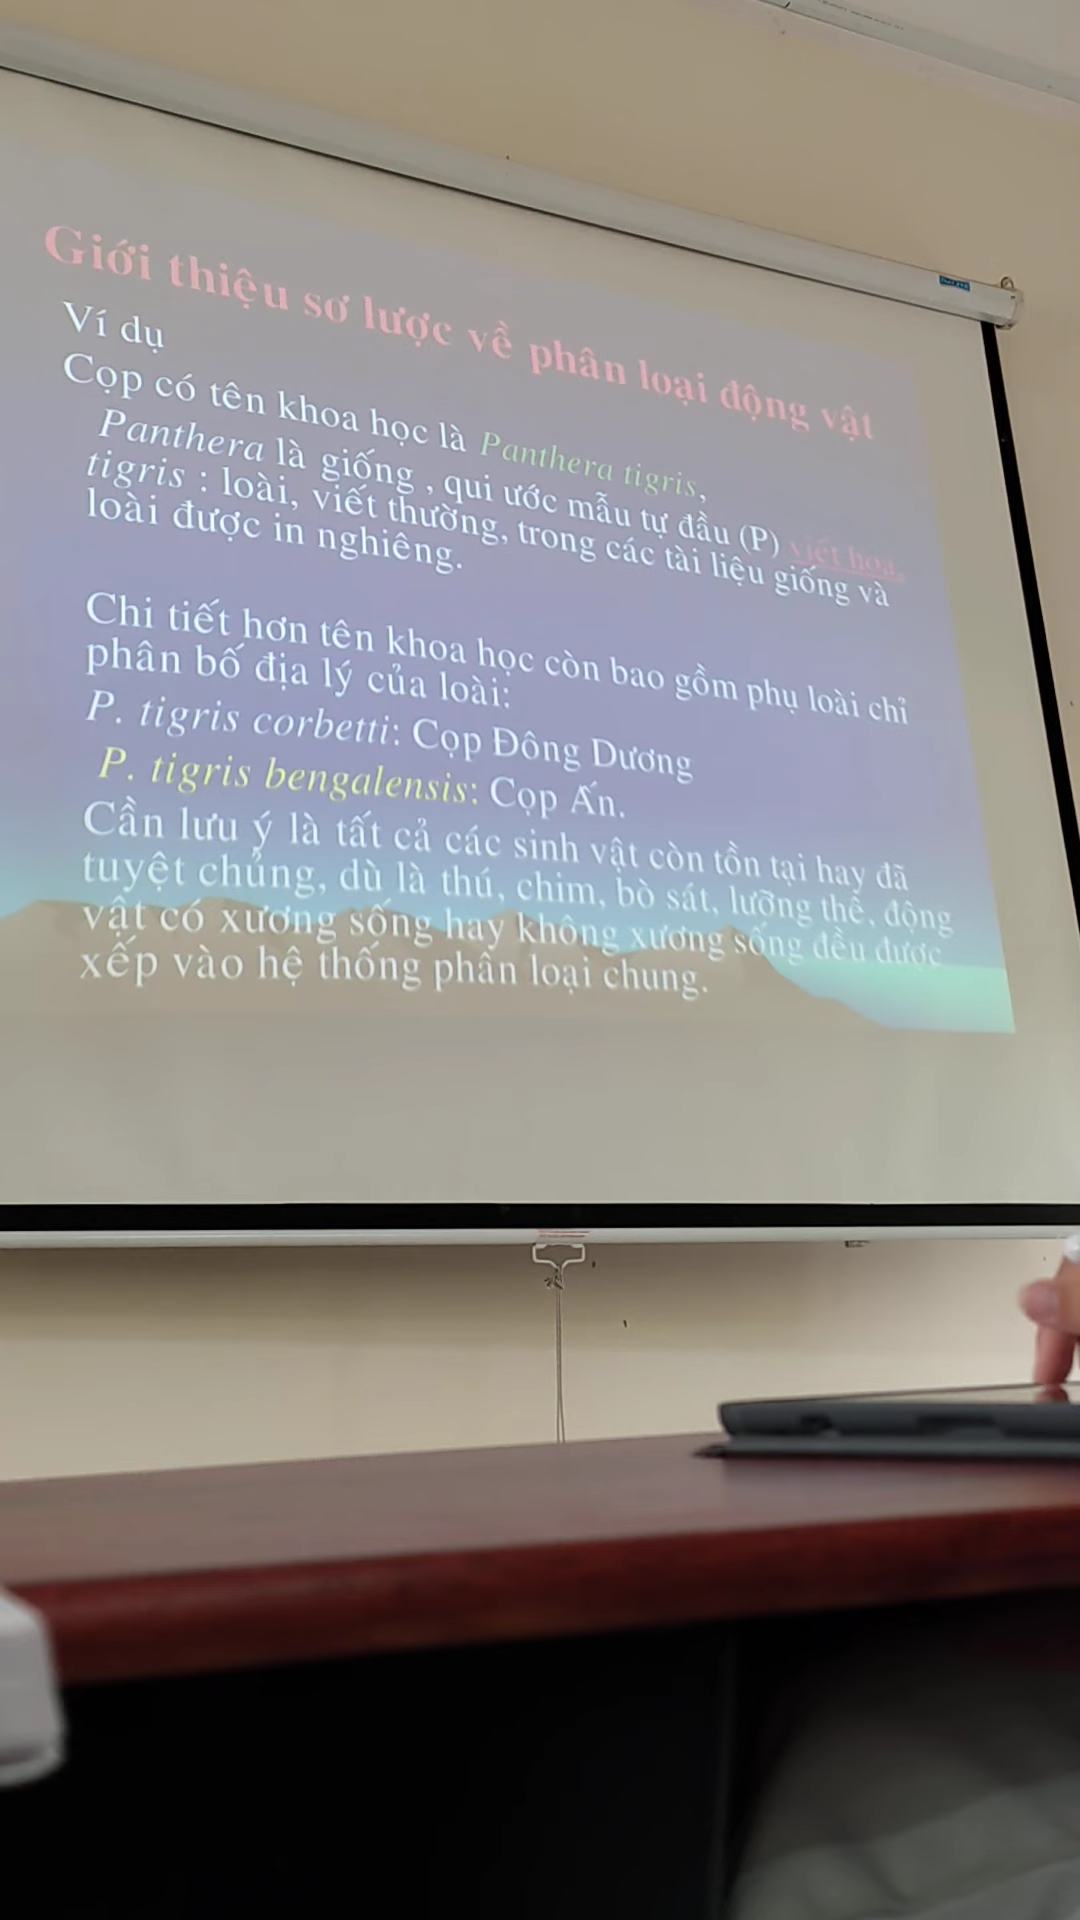 Giới thiệu sơ lược về phân loại động vật
Ví dụ
Cọp có tên khoa học là Panthera tigris,
Panthera là giống , qui ước mẫu tự đầu (P) viết hoa.
tigris : loài, viết thường, trong các tài liệu giống và
loài được in nghiêng.
Chi tiết hơn tên khoa học còn bao gồm phụ loài chỉ
phân bố địa lý của loài:
P. tigris corbetti: Cọp Đông Dương
P. tigris bengalensis: Cọp Ấn.
Cần lưu ý là tất cả các sinh vật còn tồn tại hay đã
tuyệt chủng, dù là thú, chim, bò sát, lưỡng thê, động
vật có xương sống hay không xương sống đều được
xếp vào hệ thống phân loại chung.